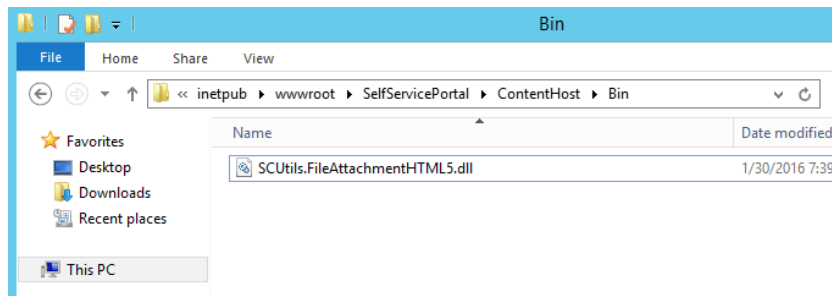 Bin
File Home Share View
« inetpub ▸ wwwroot ▸ SelfServicePortal ▸ ContentHost ▸ Bin
Favorites
Desktop
Downloads
Recent places
This PC
Name Date modified
SCUtils.FileAttachmentHTML5.dll 1/30/2016 7:39